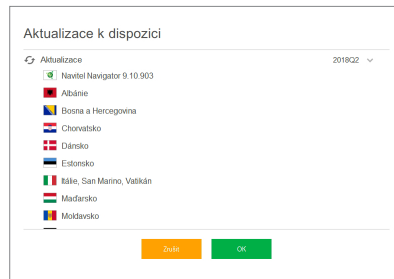 Aktualizace k dispozici
Aktualizace 2018Q2
Navitel Navigator 9.10.903
Albánie
Bosna a Hercegovina
Chorvatsko
Dánsko
Estonsko
Itálie, San Marino, Vatikán
Maďarsko
Moldavsko
Zrušit OK